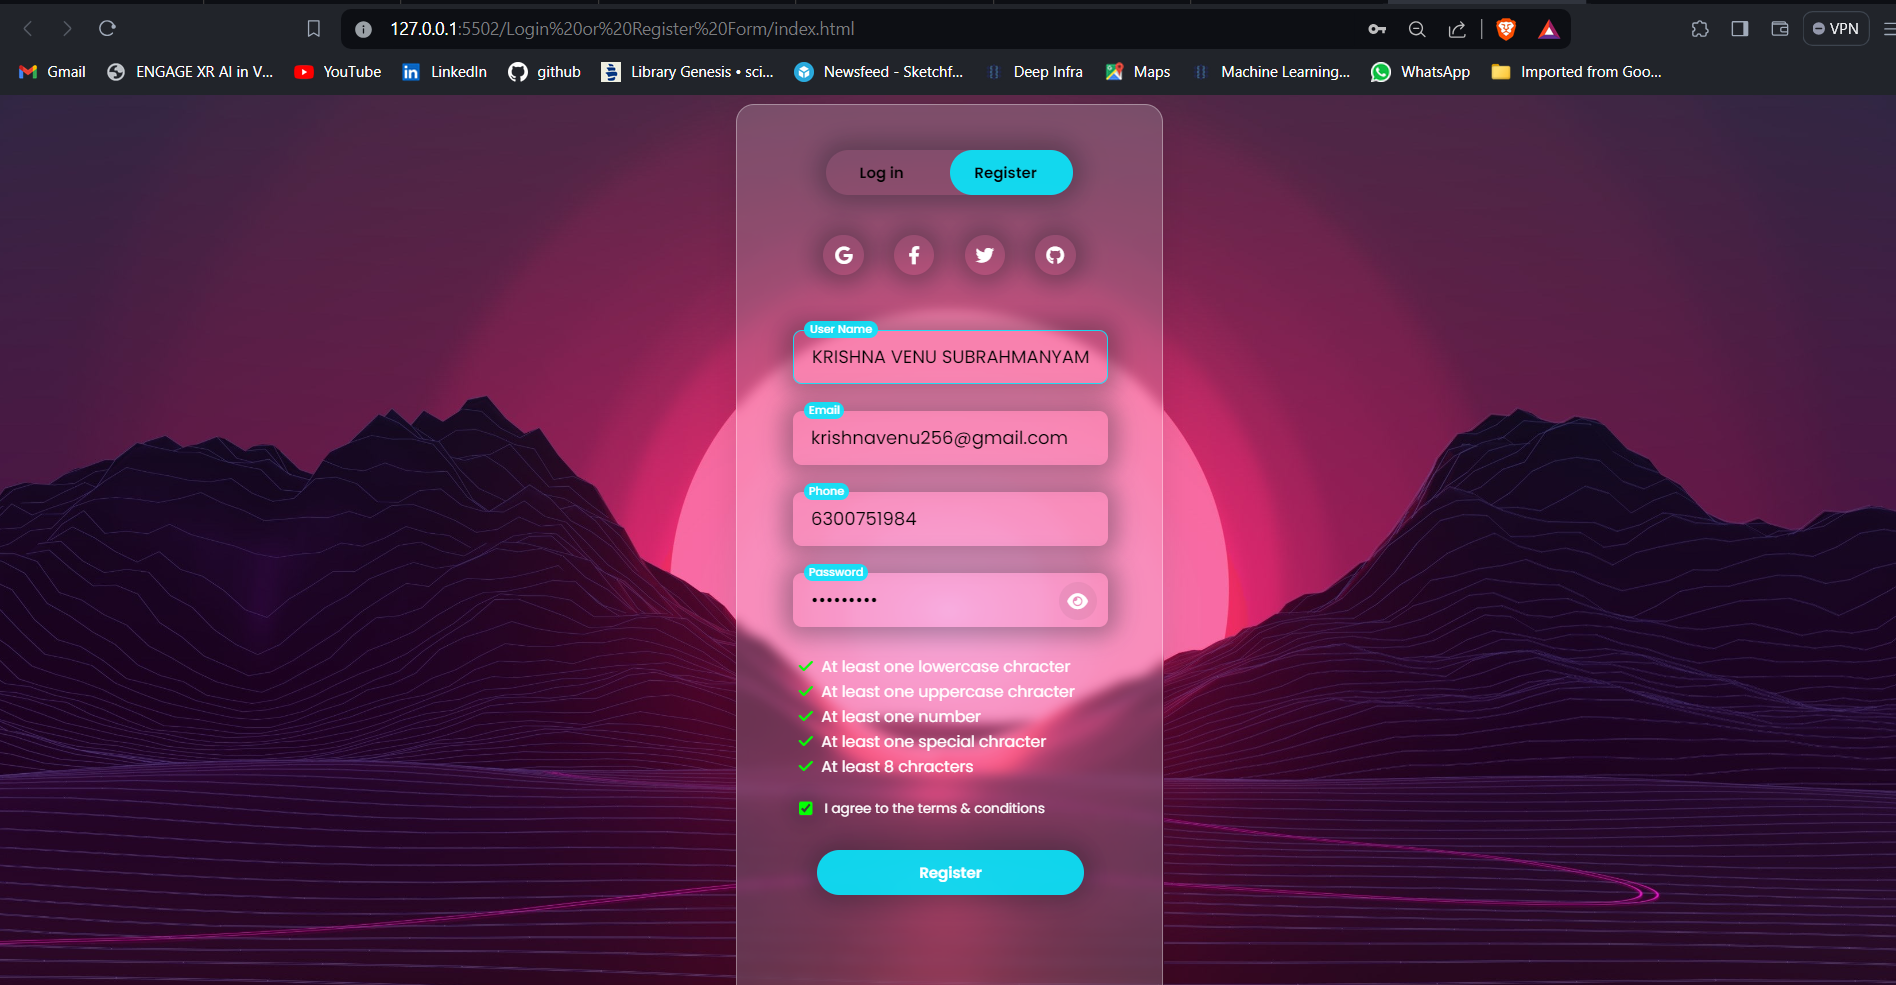 127.0.0.1:5502/Login%20or%20Register%20Form/index.html
VPN
Gmail
ENGAGE XR AI in V...
YouTube
LinkedIn
github
Library Genesis • sci...
Newsfeed - Sketchf...
Deep Infra
Maps
Machine Learning...
WhatsApp
Imported from Goo...
Log in
Register
User Name
KRISHNA VENU SUBRAHMANYAM
Email
krishnavenu256@gmail.com
Phone
6300751984
Password
•••••••••
At least one lowercase chracter
At least one uppercase chracter
At least one number
At least one special chracter
At least 8 chracters
I agree to the terms & conditions
Register